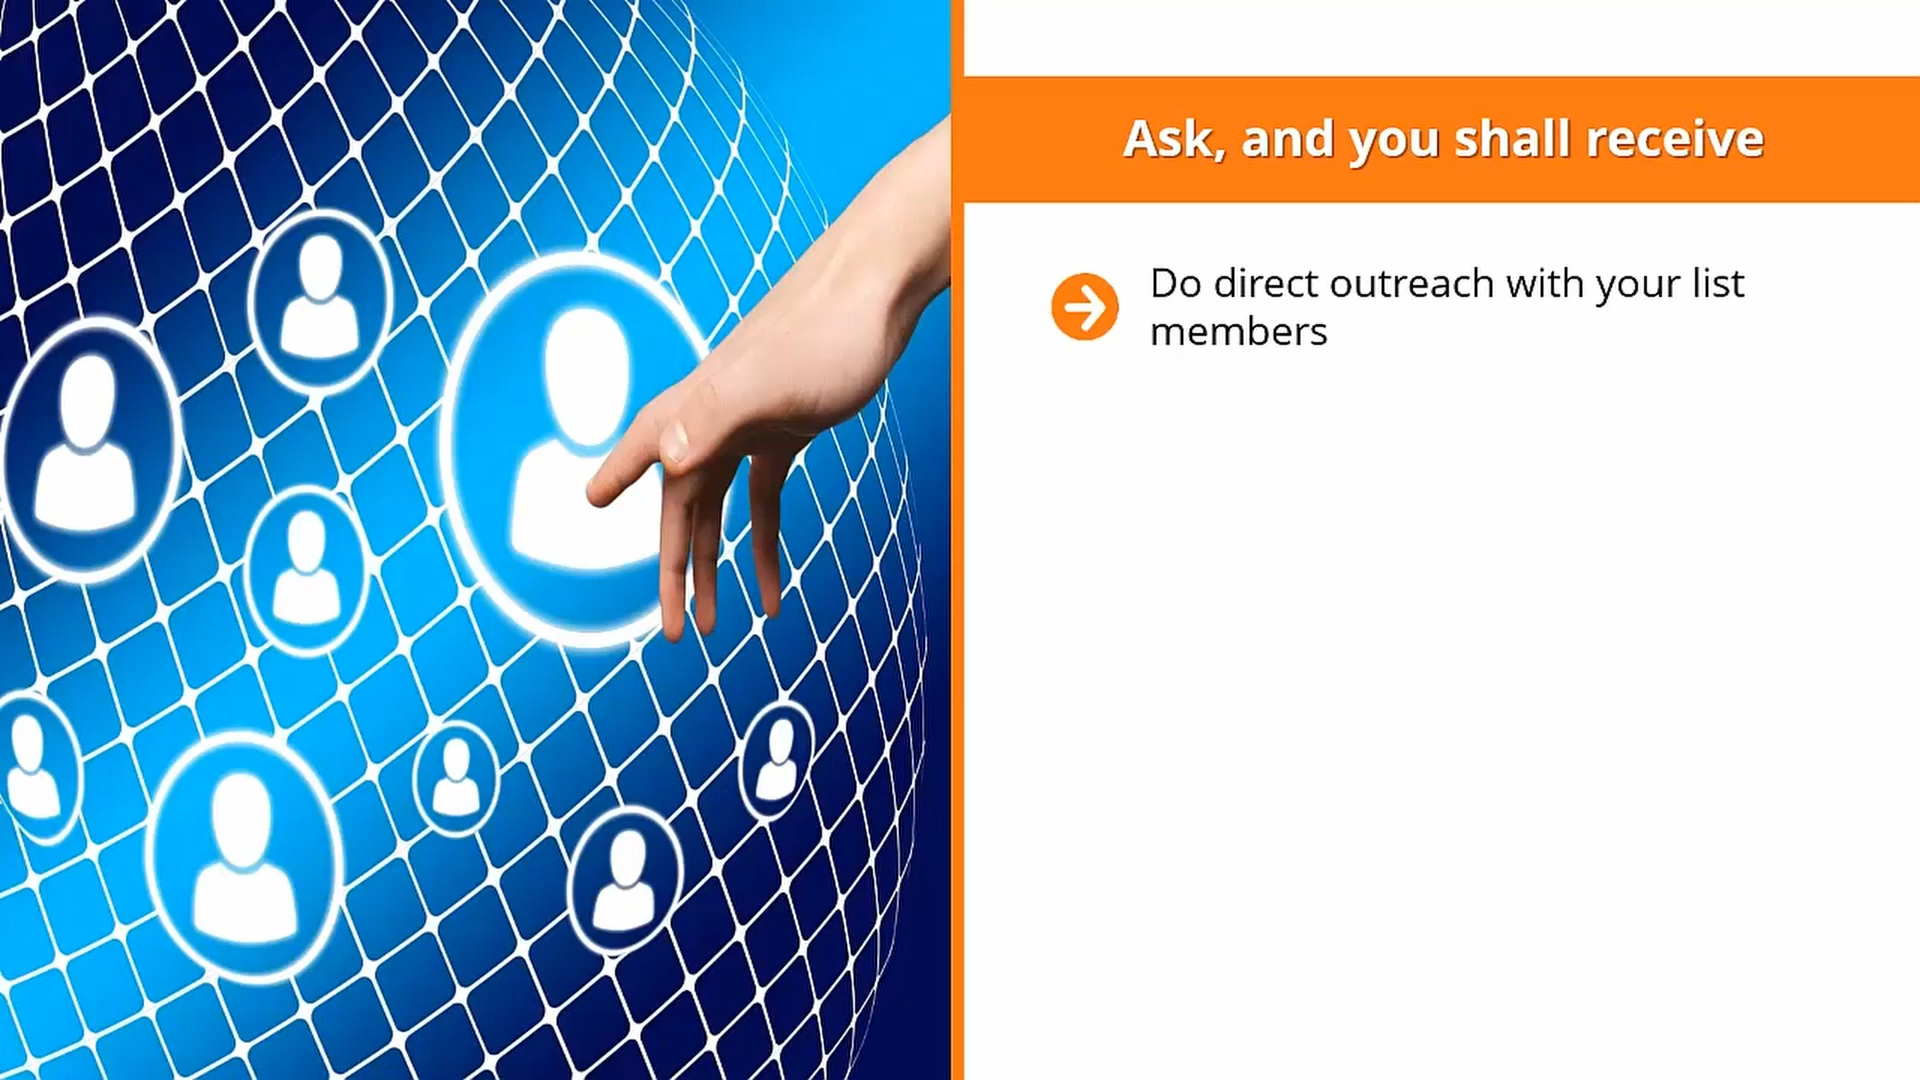 Ask, and you shall receive
Do direct outreach with your list
members